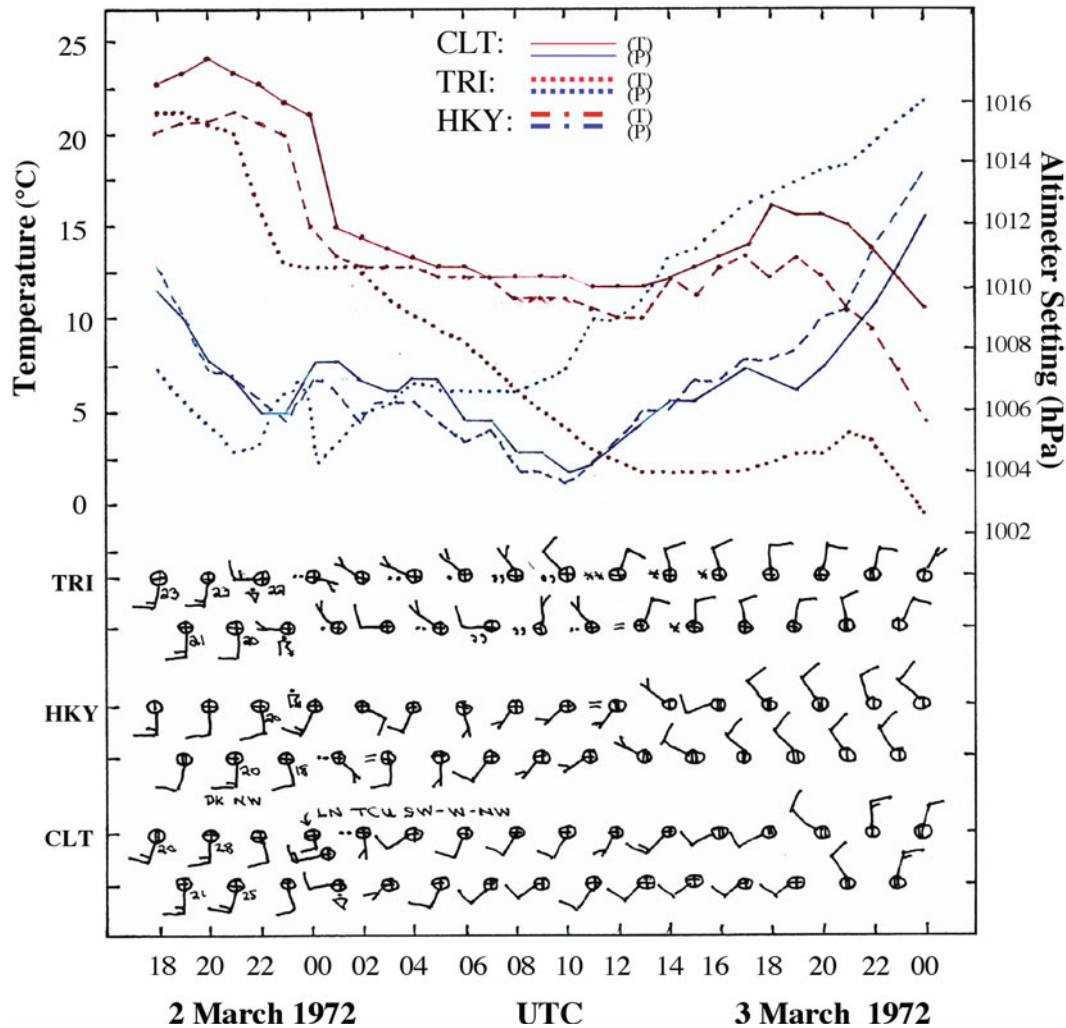 CLT: (T)
(P)
TRI: (T)
(P)
HKY: (T)
(P)
25
20
15
10
5
0
Temperature (°C)
1016
1014
1012
1010
1008
1006
1004
1002
Altimeter Setting (hPa)
TRI
23 23 22
21 20
HKY
20
20 18
DK NW
LN TCU SW-W-NW
CLT
20 28
21 25
18 20 22 00 02 04 06 08 10 12 14 16 18 20 22 00
2 March 1972 UTC 3 March 1972